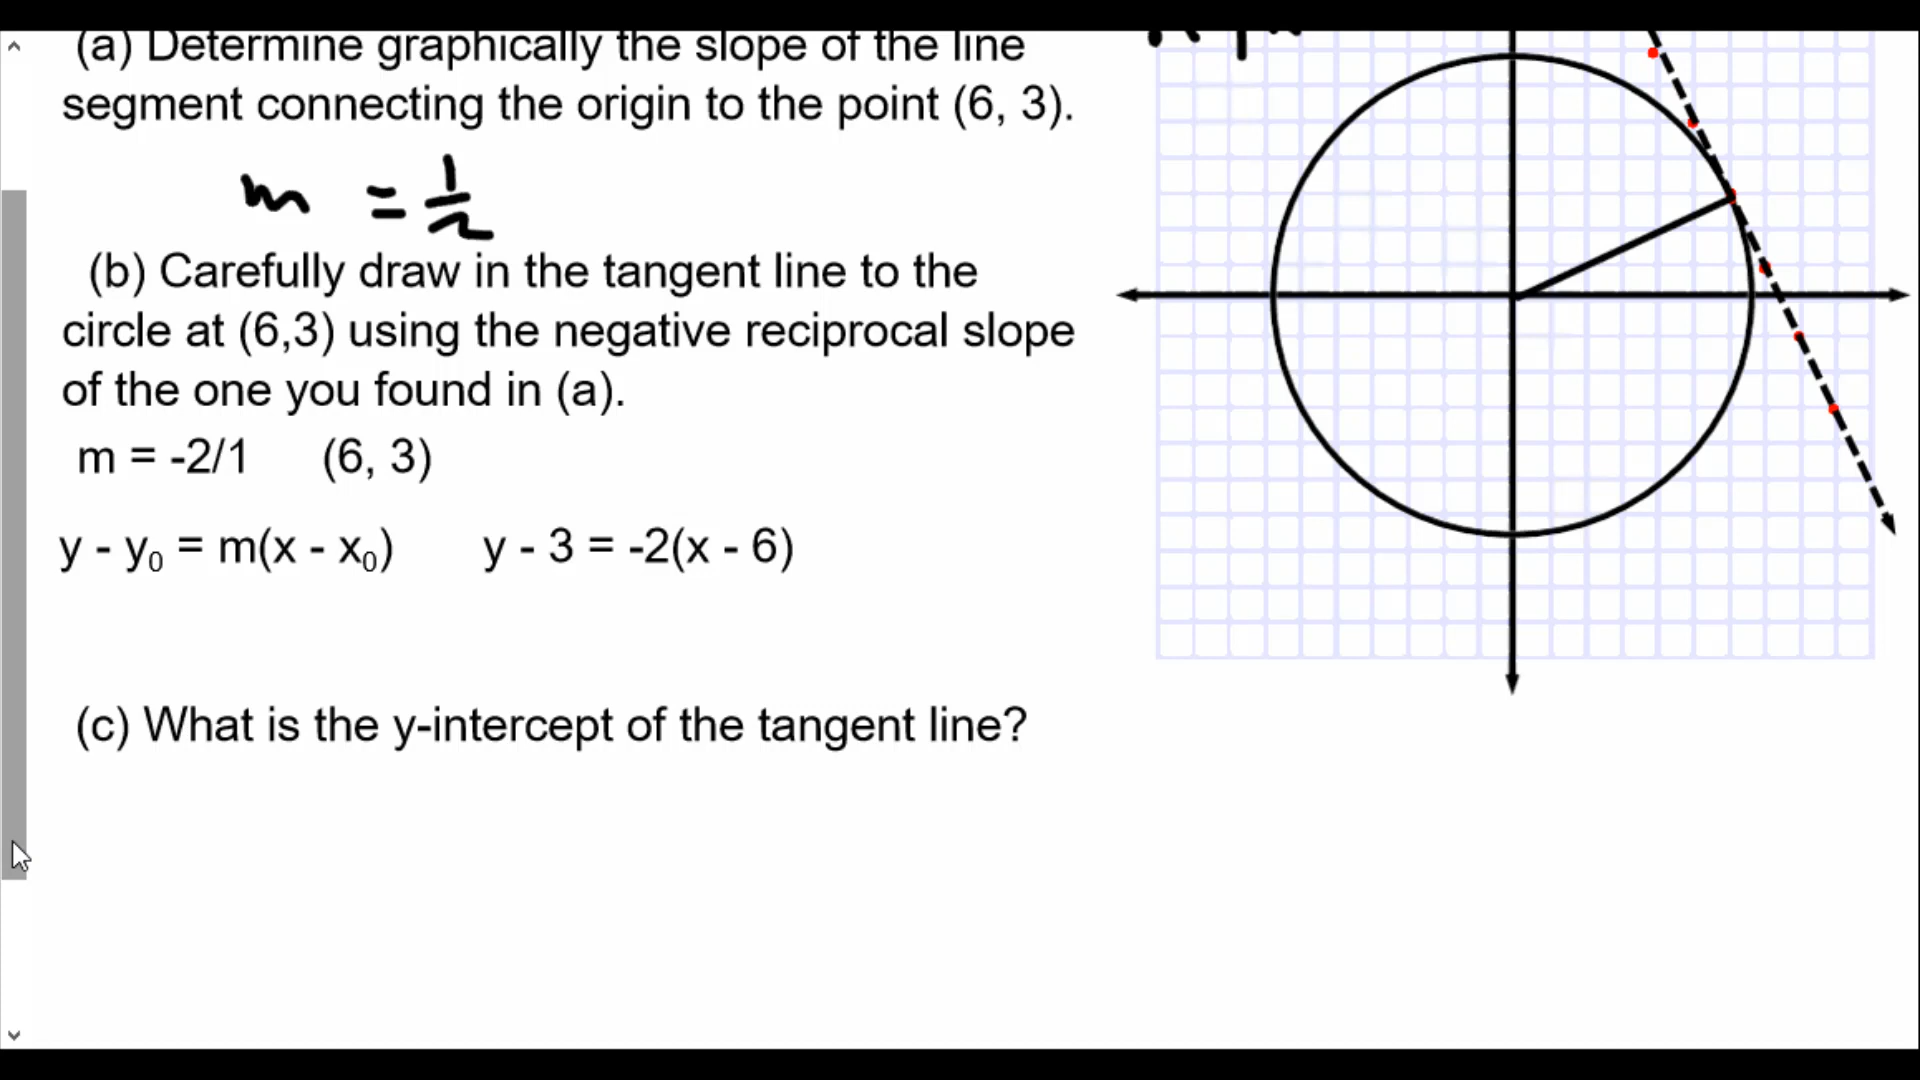 (a) Determine graphically the slope of the line
segment connecting the origin to the point (6, 3).
m = 1/2
(b) Carefully draw in the tangent line to the
circle at (6,3) using the negative reciprocal slope
of the one you found in (a).
m = -2/1 (6, 3)
y - y₀ = m(x - x₀) y - 3 = -2(x - 6)
(c) What is the y-intercept of the tangent line?